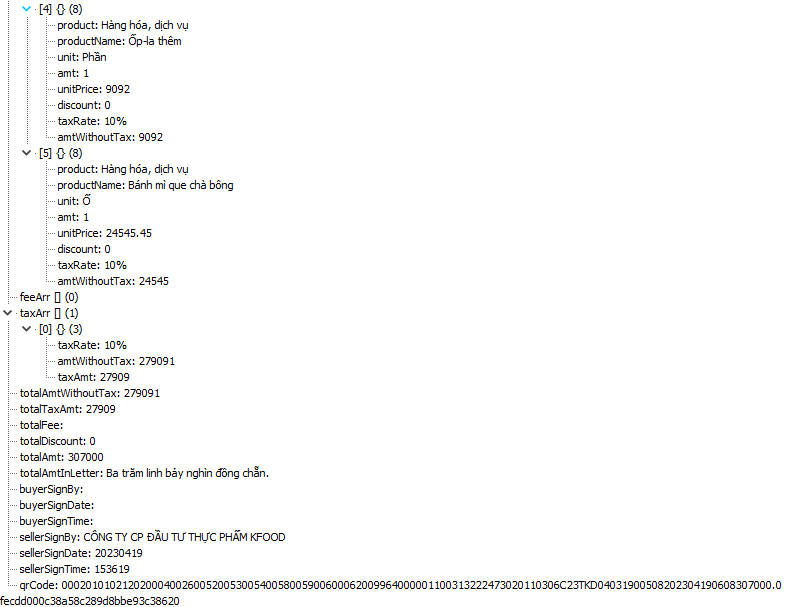 [4] {} (8)
product: Hàng hóa, dịch vụ
productName: Ốp-la thêm
unit: Phần
amt: 1
unitPrice: 9092
discount: 0
taxRate: 10%
amtWithoutTax: 9092
[5] {} (8)
product: Hàng hóa, dịch vụ
productName: Bánh mì que chà bông
unit: Ổ
amt: 1
unitPrice: 24545.45
discount: 0
taxRate: 10%
amtWithoutTax: 24545
feeArr [] (0)
taxArr [] (1)
[0] {} (3)
taxRate: 10%
amtWithoutTax: 279091
taxAmt: 27909
totalAmtWithoutTax: 279091
totalTaxAmt: 27909
totalFee:
totalDiscount: 0
totalAmt: 307000
totalAmtInLetter: Ba trăm linh bảy nghìn đồng chẵn.
buyerSignBy:
buyerSignDate:
buyerSignTime:
sellerSignBy: CÔNG TY CP ĐẦU TƯ THỰC PHẨM KFOOD
sellerSignDate: 20230419
sellerSignTime: 153619
qrCode: 00020101021202000400260052005300540058005900600062009964000001100313222473020110306C23TKD0403190050820230419060830700​0.0
fecdd000c38a58c289d8bbe93c38620